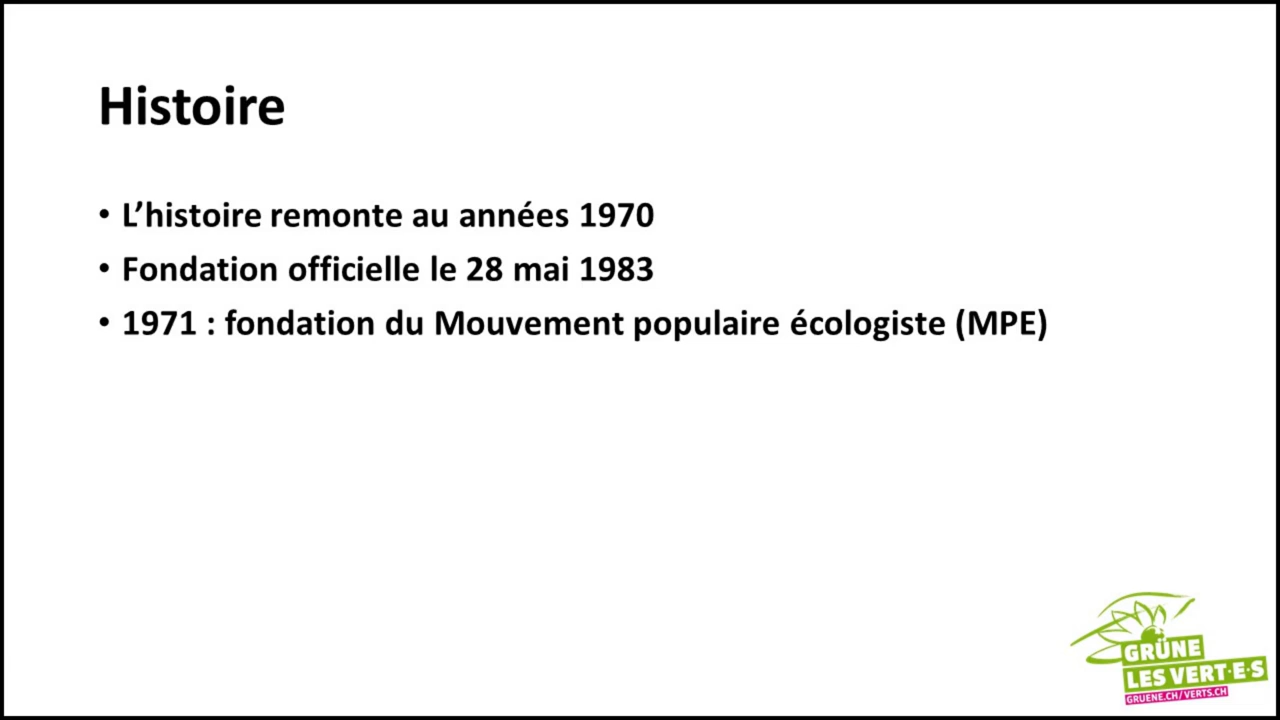 Histoire
• L’histoire remonte au années 1970
• Fondation officielle le 28 mai 1983
• 1971 : fondation du Mouvement populaire écologiste (MPE)
GRÜNE
LES VERT·E·S
GRUENE.CH/VERTS.CH